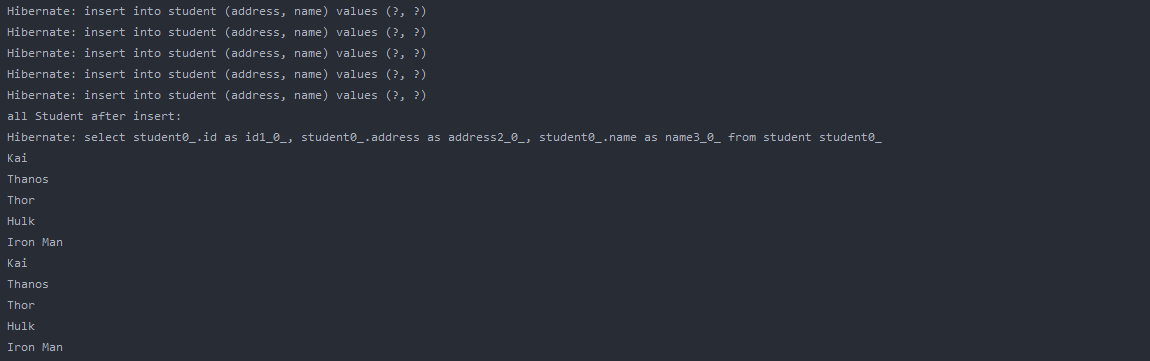 Hibernate: insert into student (address, name) values (?, ?)
Hibernate: insert into student (address, name) values (?, ?)
Hibernate: insert into student (address, name) values (?, ?)
Hibernate: insert into student (address, name) values (?, ?)
Hibernate: insert into student (address, name) values (?, ?)
all Student after insert:
Hibernate: select student0_.id as id1_0_, student0_.address as address2_0_, student0_.name as name3_0_ from student student0_
Kai
Thanos
Thor
Hulk
Iron Man
Kai
Thanos
Thor
Hulk
Iron Man